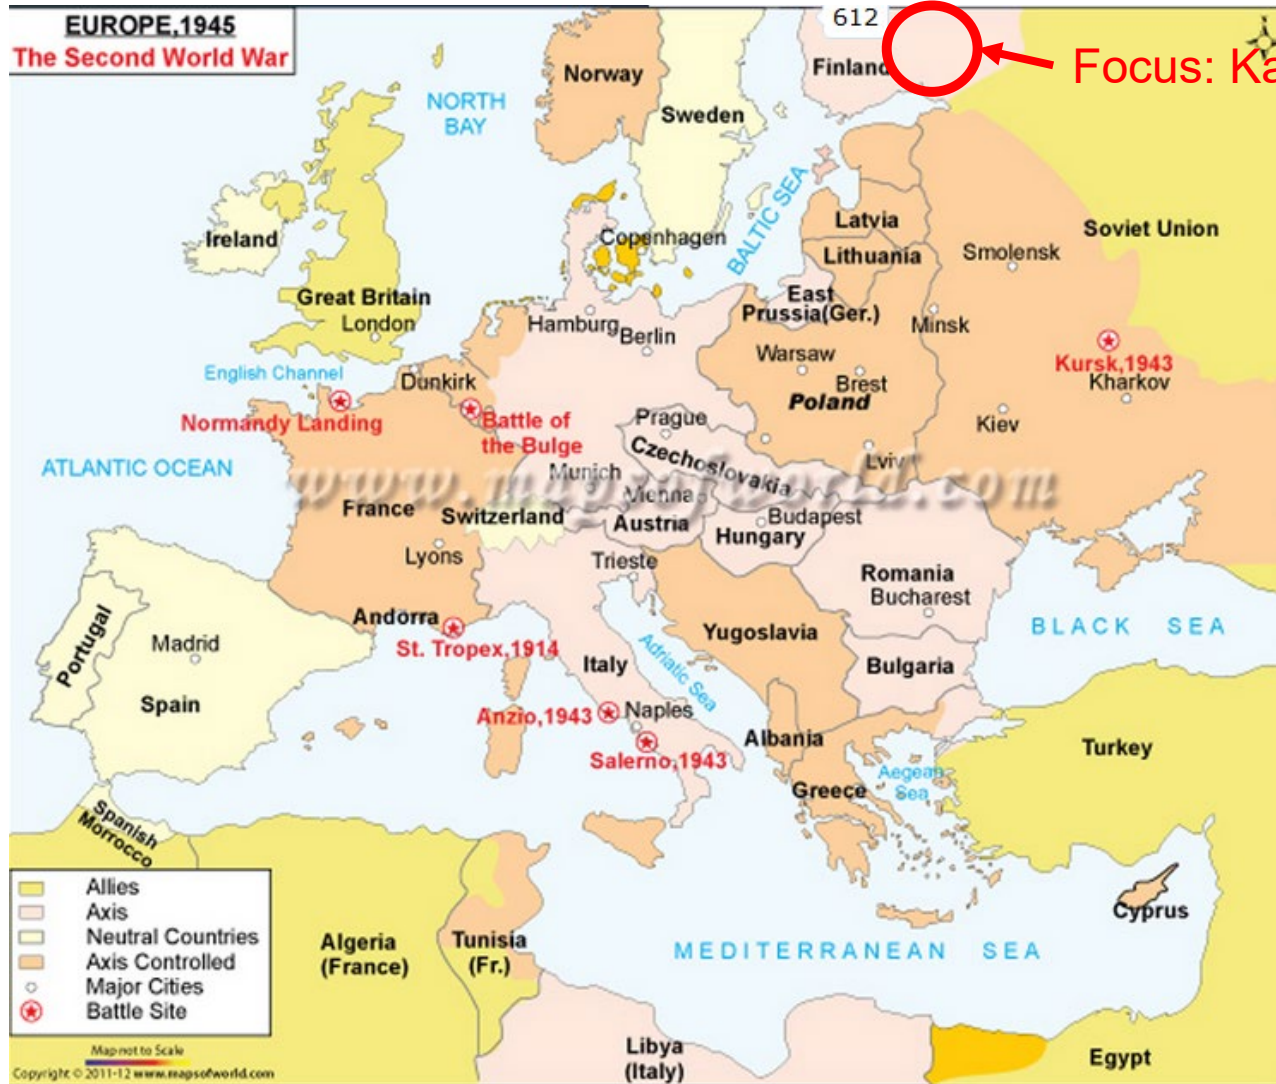 EUROPE,1945
The Second World War
612
Focus: Ka
Norway
Finland
NORTH
BAY
Sweden
BALTIC SEA
Ireland
Latvia
Soviet Union
Copenhagen
Lithuania
Smolensk
Great Britain
London
East
Prussia(Ger.)
Hamburg
Berlin
Minsk
English Channel
Dunkirk
Warsaw
Brest
Poland
Kursk,1943
Kharkov
Normandy Landing
Battle of
the Bulge
Prague
Czechoslovakia
Kiev
ATLANTIC OCEAN
Munich
Lviv
www.mapsofworld.com
Vienna
France
Switzerland
Austria
Budapest
Hungary
Lyons
Trieste
Romania
Bucharest
Andorra
BLACK SEA
Portugal
Madrid
St. Tropex,1914
Italy
Adriatic Sea
Yugoslavia
Bulgaria
Spain
Anzio,1943
Naples
Salerno,1943
Albania
Turkey
Greece
Aegean
Sea
Spanish
Morrocco
Allies
Axis
Neutral Countries
Axis Controlled
Major Cities
Battle Site
Algeria
(France)
Tunisia
(Fr.)
MEDITERRANEAN SEA
Cyprus
Libya
(Italy)
Egypt
Map not to Scale
Copyright © 2011-12 www.mapsofworld.com